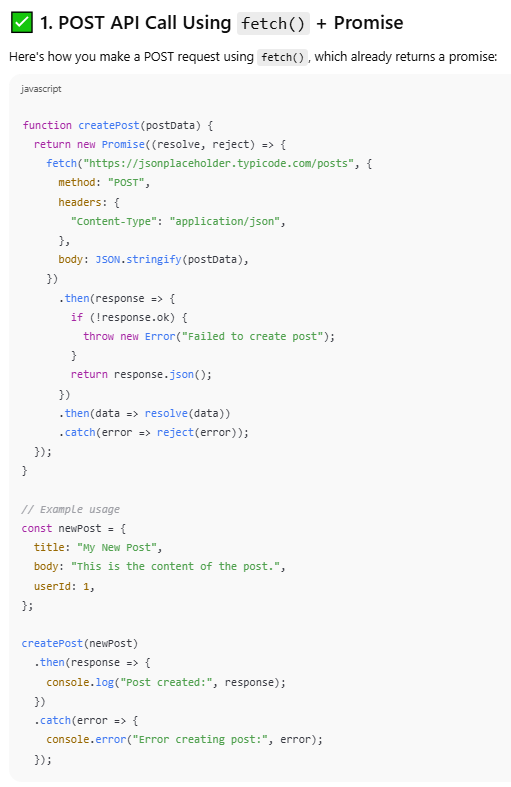 ✅ 1. POST API Call Using fetch() + Promise
Here's how you make a POST request using fetch(), which already returns a promise:
javascript
function createPost(postData) {
  return new Promise((resolve, reject) => {
    fetch("https://jsonplaceholder.typicode.com/posts", {
      method: "POST",
      headers: {
        "Content-Type": "application/json",
      },
      body: JSON.stringify(postData),
    })
      .then(response => {
        if (!response.ok) {
          throw new Error("Failed to create post");
        }
        return response.json();
      })
      .then(data => resolve(data))
      .catch(error => reject(error));
  });
}

// Example usage
const newPost = {
  title: "My New Post",
  body: "This is the content of the post.",
  userId: 1,
};

createPost(newPost)
  .then(response => {
    console.log("Post created:", response);
  })
  .catch(error => {
    console.error("Error creating post:", error);
  });